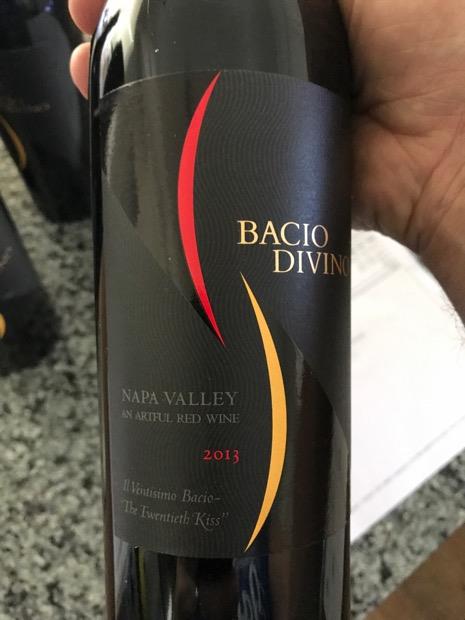 BACIO
DIVINO
NAPA VALLEY
AN ARTFUL RED WINE
2013
Il Ventisimo Bacio–
"The Twentieth Kiss"